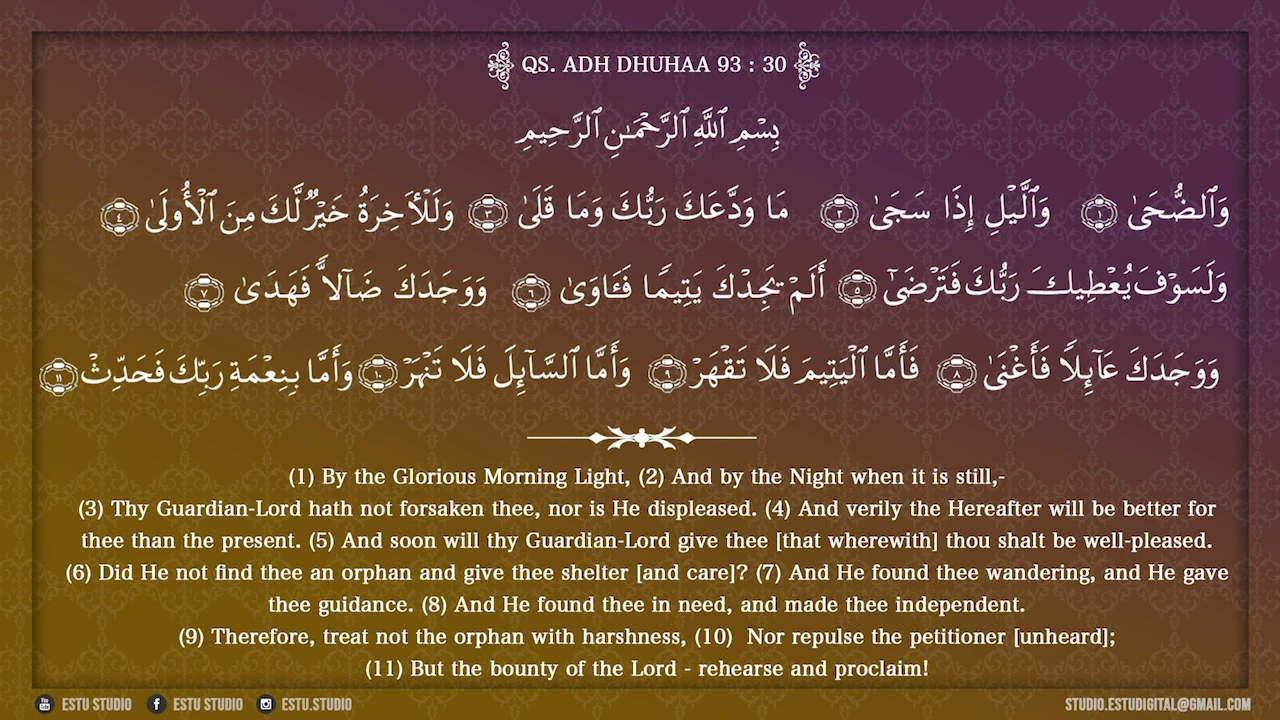 QS. ADH DHUHAA 93 : 30
بِسْمِ ٱللَّهِ ٱلرَّحْمَـٰنِ ٱلرَّحِيمِ
وَٱلضُّحَىٰ ١ وَٱلَّيْلِ إِذَا سَجَىٰ ٢ مَا وَدَّعَكَ رَبُّكَ وَمَا قَلَىٰ ٣ وَلَلْأَخِرَةُ خَيْرٌ لَّكَ مِنَ ٱلْأُولَىٰ ٤
وَلَسَوْفَ يُعْطِيكَ رَبُّكَ فَتَرْضَىٰٓ ٥ أَلَمْ يَجِدْكَ يَتِيمًا فَـَٔاوَىٰ ٦ وَوَجَدَكَ ضَآلًّا فَهَدَىٰ ٧
وَوَجَدَكَ عَآئِلًا فَأَغْنَىٰ ٨ فَأَمَّا ٱلْيَتِيمَ فَلَا تَقْهَرْ ٩ وَأَمَّا ٱلسَّآئِلَ فَلَا تَنْهَرْ ١٠ وَأَمَّا بِنِعْمَةِ رَبِّكَ فَحَدِّثْ ١١
(1) By the Glorious Morning Light, (2) And by the Night when it is still,-
(3) Thy Guardian-Lord hath not forsaken thee, nor is He displeased. (4) And verily the Hereafter will be better for
thee than the present. (5) And soon will thy Guardian-Lord give thee [that wherewith] thou shalt be well-pleased.
(6) Did He not find thee an orphan and give thee shelter [and care]? (7) And He found thee wandering, and He gave
thee guidance. (8) And He found thee in need, and made thee independent.
(9) Therefore, treat not the orphan with harshness, (10) Nor repulse the petitioner [unheard];
(11) But the bounty of the Lord - rehearse and proclaim!
ESTU STUDIO ESTU STUDIO ESTU.STUDIO STUDIO.ESTUDIGITAL@GMAIL.COM